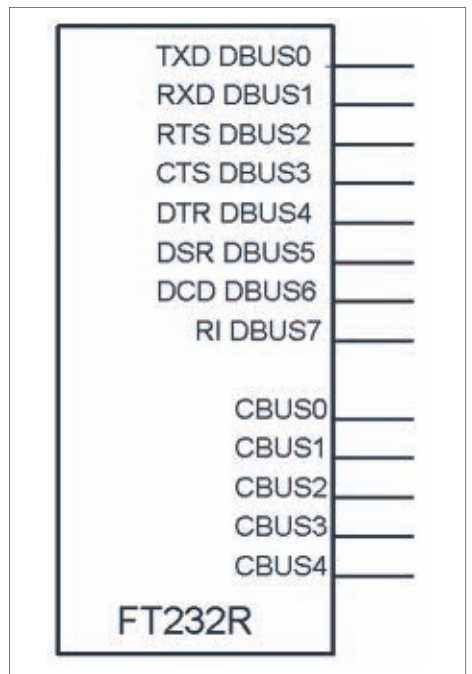 TXD DBUS0
RXD DBUS1
RTS DBUS2
CTS DBUS3
DTR DBUS4
DSR DBUS5
DCD DBUS6
RI DBUS7
CBUS0
CBUS1
CBUS2
CBUS3
CBUS4
FT232R